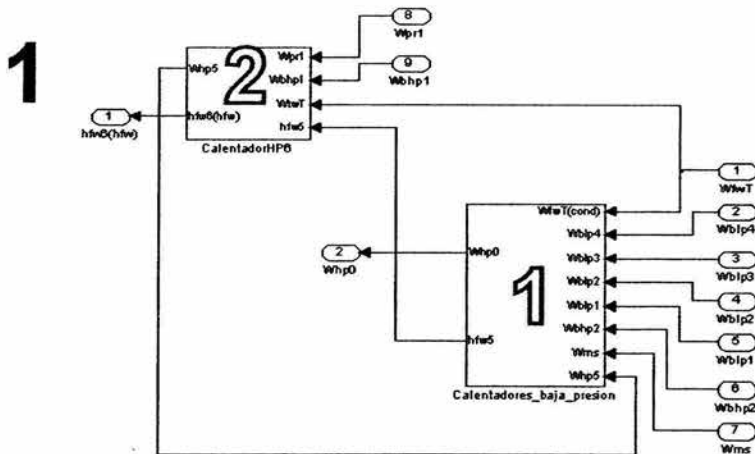 1
8
Wpr1
9
Wbhp1
2
Wpr1
Wbhp1
WfwT
hfw5
Whp5
hfw6(hfw)
CalentadorHP6
1
hfw6(hfw)
1
WfwT
2
Wblp4
3
Wblp3
4
Wblp2
5
Wblp1
6
Wbhp2
7
Wms
1
WfwT(cond)
Wblp4
Wblp3
Wblp2
Wblp1
Wbhp2
Wms
Whp5
Whp0
hfw5
Calentadores_baja_presion
2
Whp0